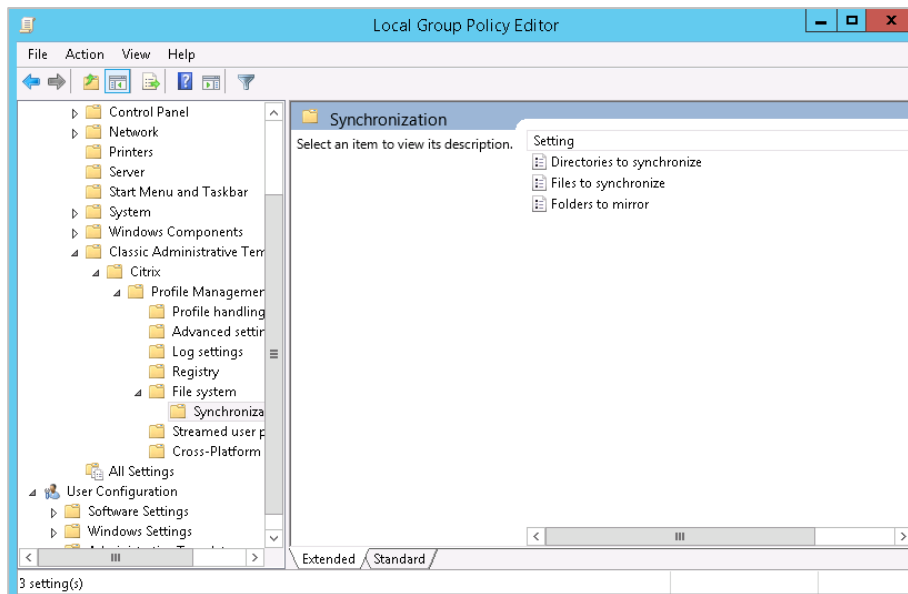 Local Group Policy Editor
File Action View Help
Control Panel
Network
Printers
Server
Start Menu and Taskbar
System
Windows Components
Classic Administrative Tem
Citrix
Profile Managemen
Profile handling
Advanced settin
Log settings
Registry
File system
Synchroniza
Streamed user p
Cross-Platform
All Settings
User Configuration
Software Settings
Windows Settings
Synchronization
Select an item to view its description.
Setting
Directories to synchronize
Files to synchronize
Folders to mirror
Extended Standard
3 setting(s)